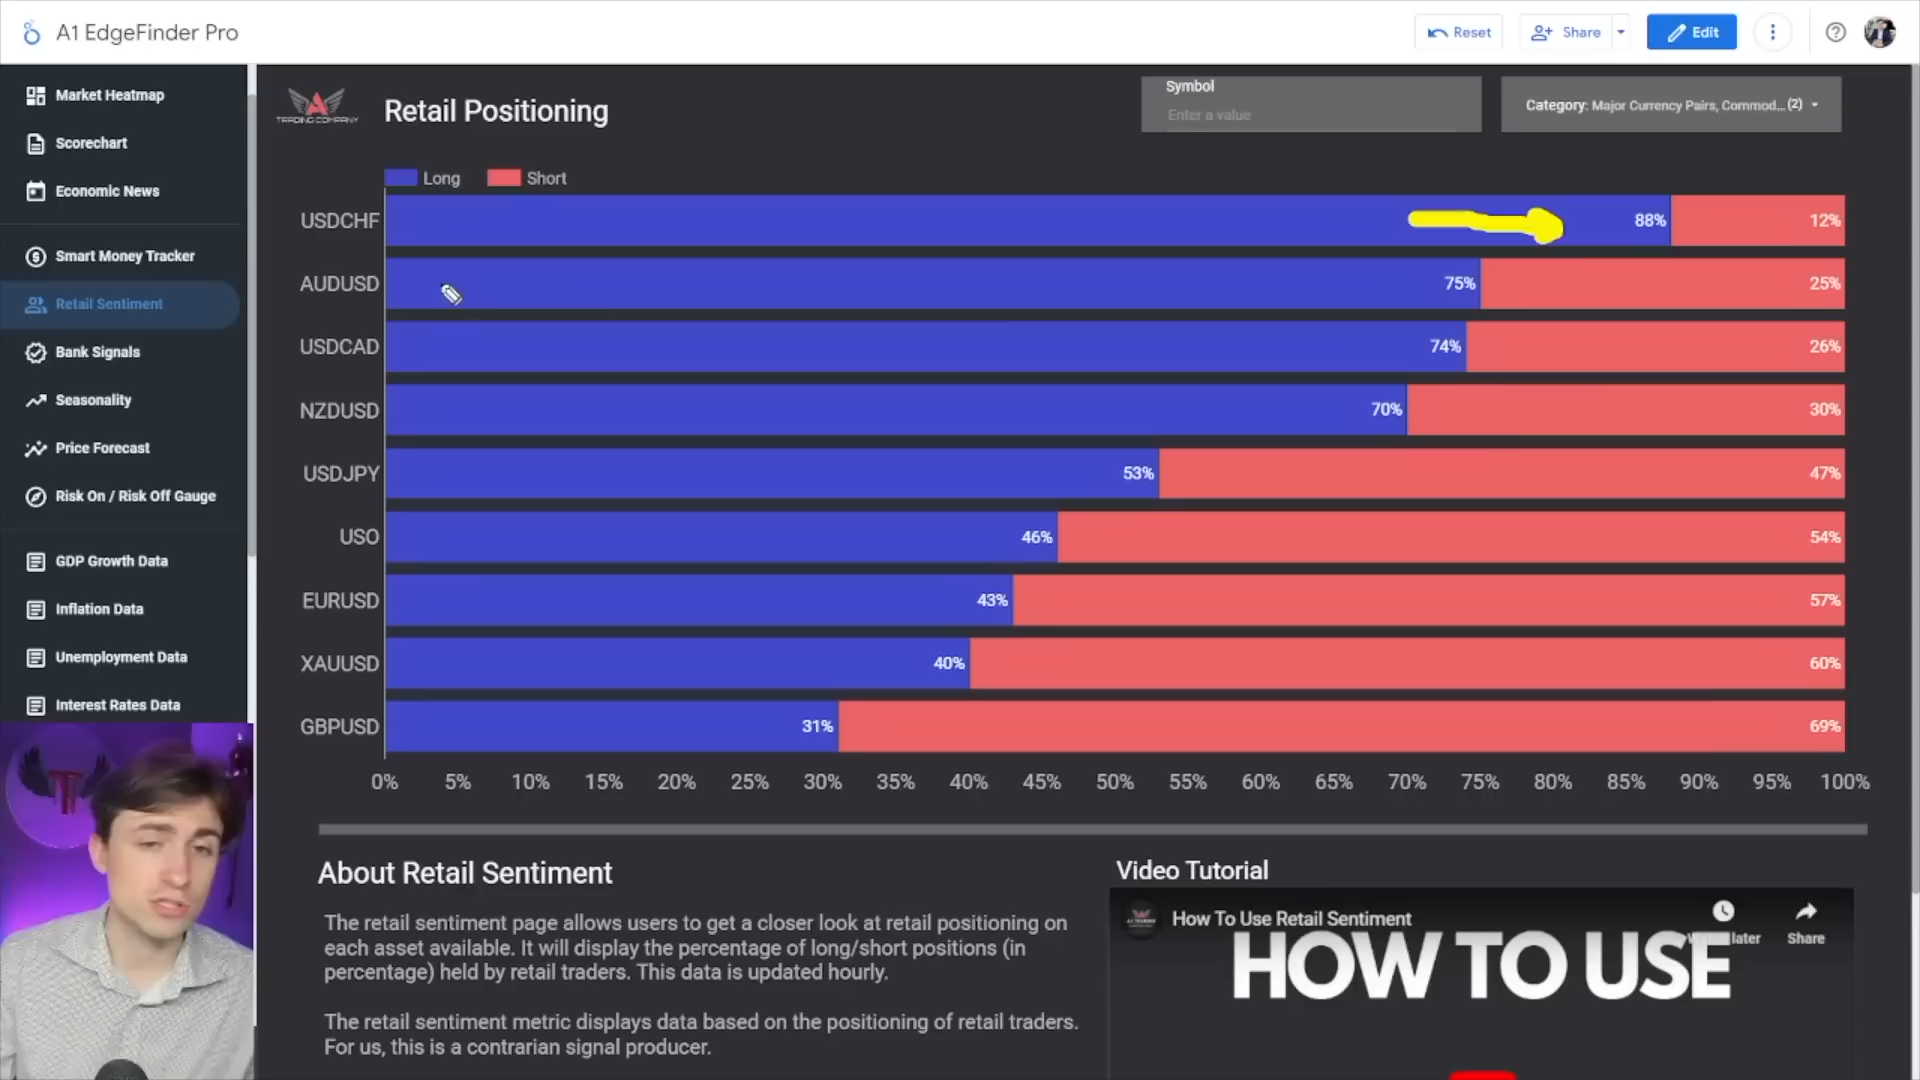 A1 EdgeFinder Pro
Reset
Share
Edit
Market Heatmap
Scorechart
Economic News
Smart Money Tracker
Retail Sentiment
Bank Signals
Seasonality
Price Forecast
Risk On / Risk Off Gauge
GDP Growth Data
Inflation Data
Unemployment Data
Interest Rates Data
TRADING COMPANY
Retail Positioning
Symbol
Enter a value
Category: Major Currency Pairs, Commod... (2)
Long Short
USDCHF 88% 12%
AUDUSD 75% 25%
USDCAD 74% 26%
NZDUSD 70% 30%
USDJPY 53% 47%
USO 46% 54%
EURUSD 43% 57%
XAUUSD 40% 60%
GBPUSD 31% 69%
0% 5% 10% 15% 20% 25% 30% 35% 40% 45% 50% 55% 60% 65% 70% 75% 80% 85% 90% 95% 100%
About Retail Sentiment
The retail sentiment page allows users to get a closer look at retail positioning on
each asset available. It will display the percentage of long/short positions (in
percentage) held by retail traders. This data is updated hourly.
The retail sentiment metric displays data based on the positioning of retail traders.
For us, this is a contrarian signal producer.
Video Tutorial
How To Use Retail Sentiment
later
Share
HOW TO USE